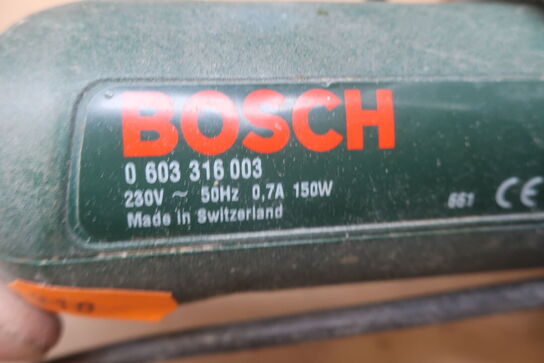 BOSCH
0 603 316 003
230V ~ 50Hz 0,7A 150W
Made in Switzerland
661 CE